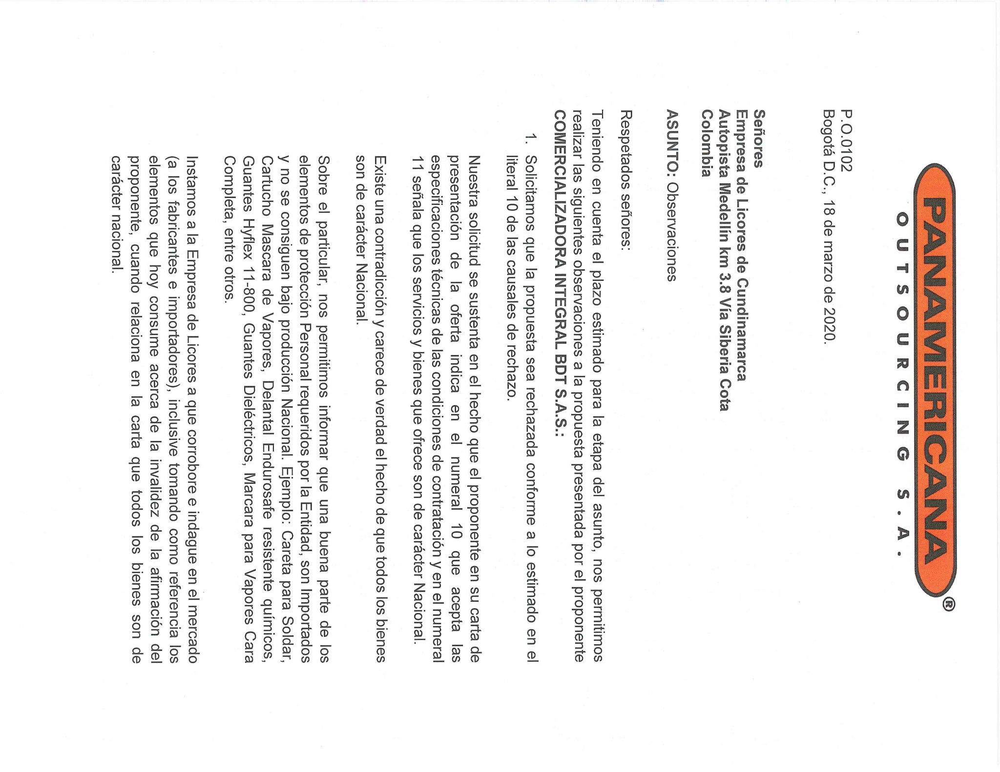 PANAMERICANA®
OUTSOURCING S.A.
P.O.0102
Bogotá D.C., 18 de marzo de 2020.
Señores
Empresa de Licores de Cundinamarca
Autopista Medellín km 3.8 Vía Siberia Cota
Colombia
ASUNTO: Observaciones
Respetados señores:
Teniendo en cuenta el plazo estimado para la etapa del asunto, nos permitimos
realizar las siguientes observaciones a la propuesta presentada por el proponente
COMERCIALIZADORA INTEGRAL BDT S.A.S.:
1. Solicitamos que la propuesta sea rechazada conforme a lo estimado en el
literal 10 de las causales de rechazo.
Nuestra solicitud se sustenta en el hecho que el proponente en su carta de
presentación de la oferta indica en el numeral 10 que acepta las
especificaciones técnicas de las condiciones de contratación y en el numeral
11 señala que los servicios y bienes que ofrece son de carácter Nacional.
Existe una contradicción y carece de verdad el hecho de que todos los bienes
son de carácter Nacional.
Sobre el particular, nos permitimos informar que una buena parte de los
elementos de protección Personal requeridos por la Entidad, son Importados
y no se consiguen bajo producción Nacional. Ejemplo: Careta para Soldar,
Cartucho Mascara de Vapores, Delantal Endurosafe resistente químicos,
Guantes Hyflex 11-800, Guantes Dieléctricos, Marcara para Vapores Cara
Completa, entre otros.
Instamos a la Empresa de Licores a que corrobore e indague en el mercado
(a los fabricantes e importadores), inclusive tomando como referencia los
elementos que hoy consume acerca de la invalidez de la afirmación del
proponente, cuando relaciona en la carta que todos los bienes son de
carácter nacional.